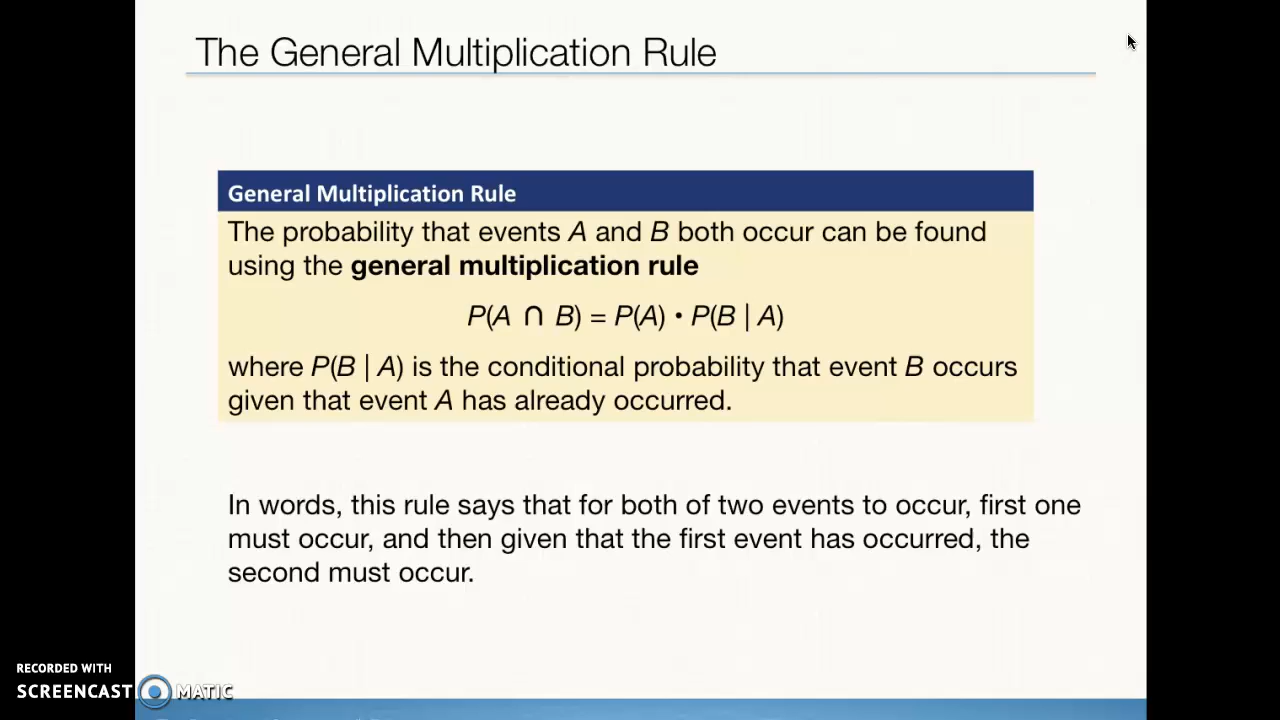 The General Multiplication Rule
General Multiplication Rule
The probability that events A and B both occur can be found
using the general multiplication rule
P(A ∩ B) = P(A) • P(B | A)
where P(B | A) is the conditional probability that event B occurs
given that event A has already occurred.
In words, this rule says that for both of two events to occur, first one
must occur, and then given that the first event has occurred, the
second must occur.
RECORDED WITH
SCREENCAST MATIC